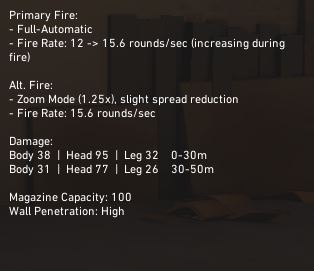 Primary Fire:
- Full-Automatic
- Fire Rate: 12 -> 15.6 rounds/sec (increasing during
fire)
Alt. Fire:
- Zoom Mode (1.25x), slight spread reduction
- Fire Rate: 15.6 rounds/sec
Damage:
Body 38 | Head 95 | Leg 32 0-30m
Body 31 | Head 77 | Leg 26 30-50m
Magazine Capacity: 100
Wall Penetration: High